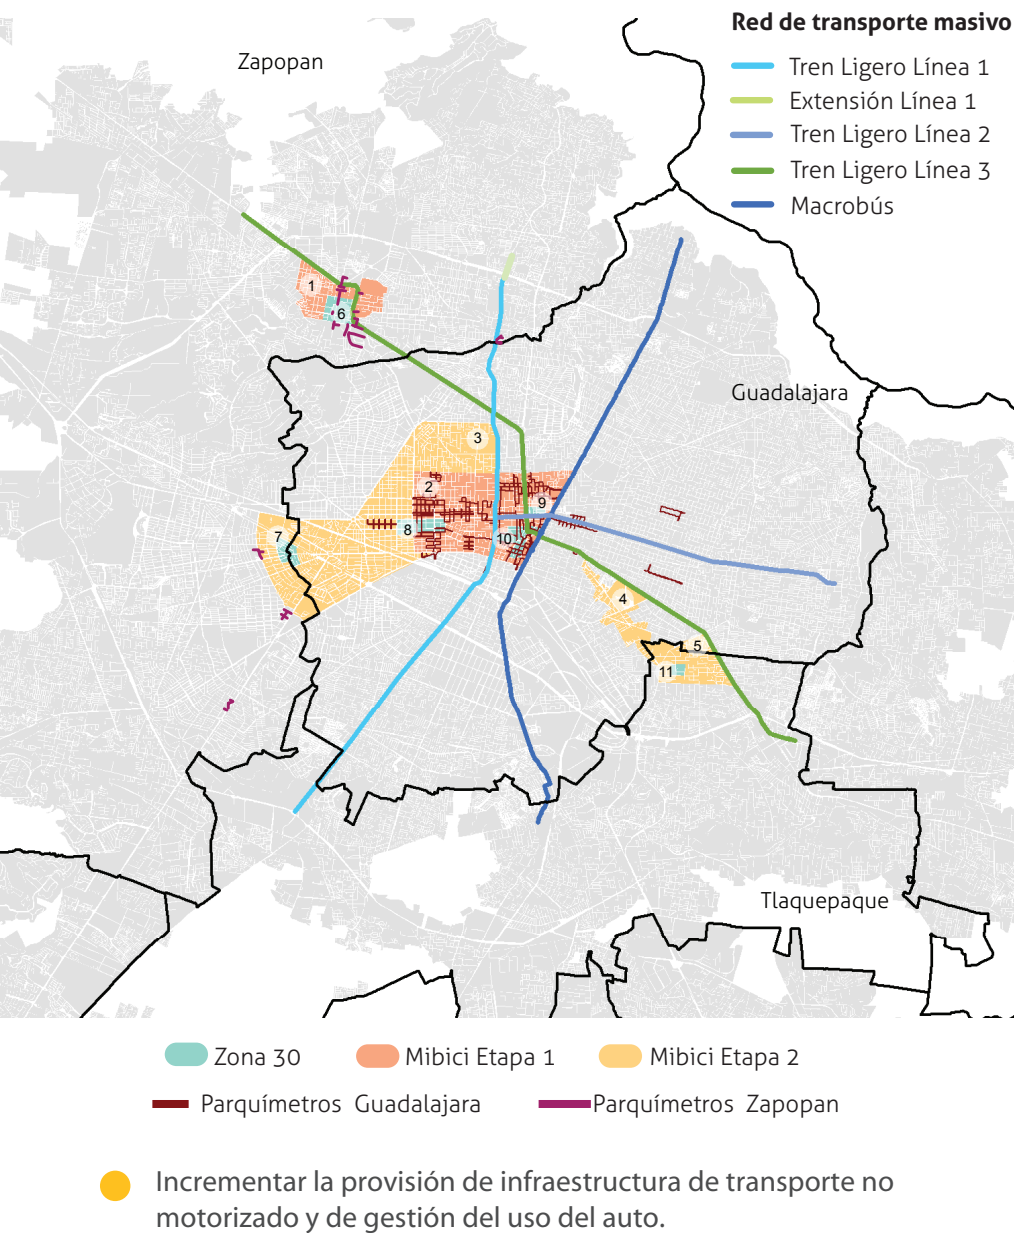 Red de transporte masivo
Tren Ligero Línea 1
Extensión Línea 1
Tren Ligero Línea 2
Tren Ligero Línea 3
Macrobús
Zapopan
Guadalajara
Tlaquepaque
1
6
3
2
9
8
10
7
4
5
11
Zona 30
Mibici Etapa 1
Mibici Etapa 2
Parquímetros Guadalajara
Parquímetros Zapopan
Incrementar la provisión de infraestructura de transporte no
motorizado y de gestión del uso del auto.